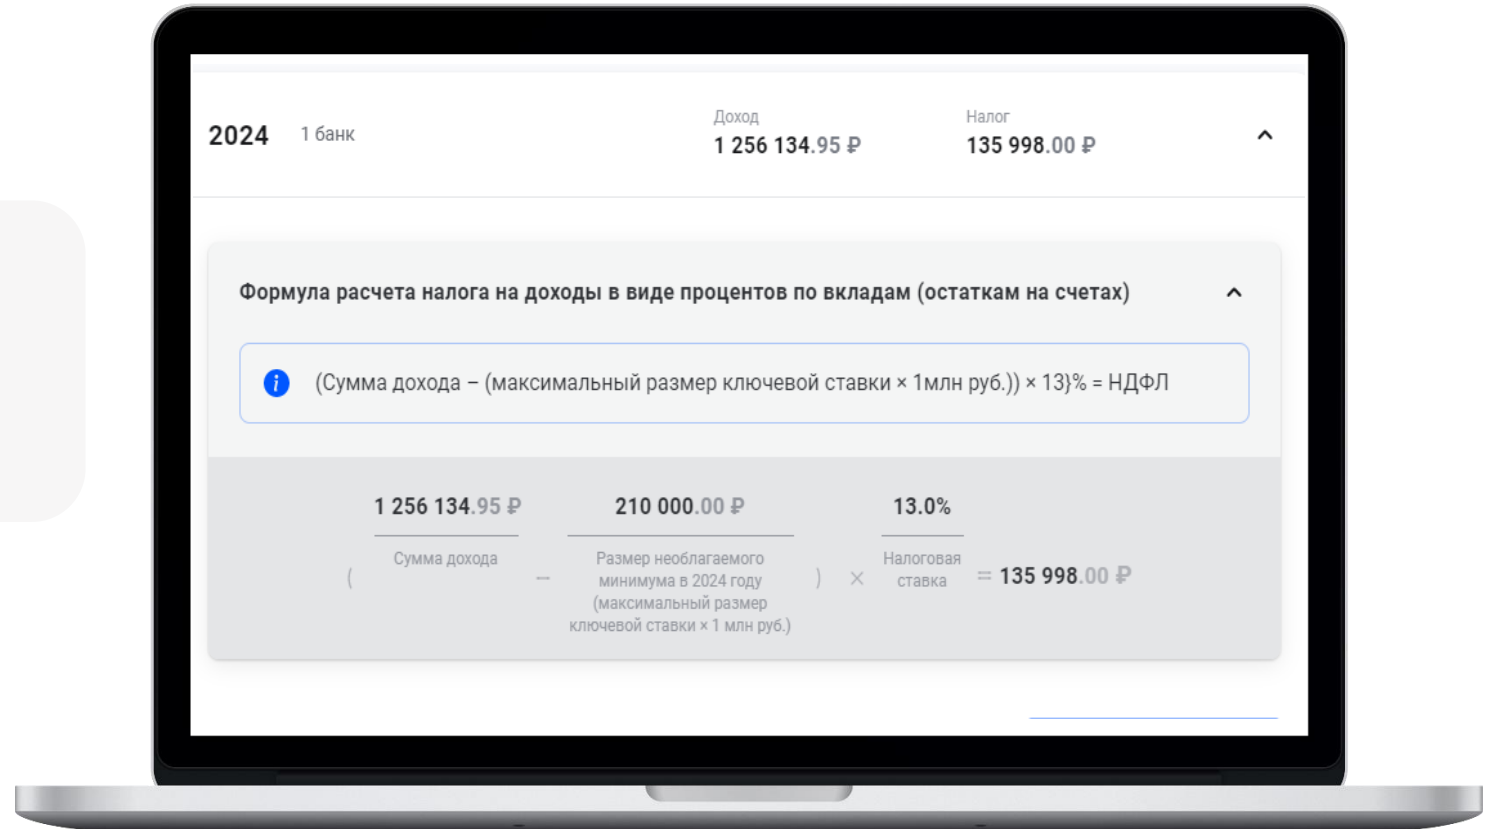 2024 1 банк
Доход Налог
1 256 134.95 ₽ 135 998.00 ₽
Формула расчета налога на доходы в виде процентов по вкладам (остаткам на счетах)
i (Сумма дохода – (максимальный размер ключевой ставки × 1млн руб.)) × 13}% = НДФЛ
1 256 134.95 ₽ 210 000.00 ₽ 13.0%
( Сумма дохода – Размер необлагаемого
минимума в 2024 году
(максимальный размер
ключевой ставки × 1 млн руб.)
) × Налоговая
ставка
= 135 998.00 ₽